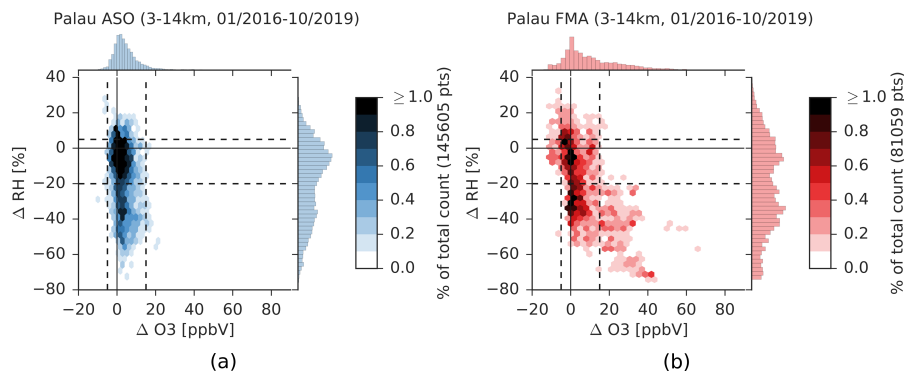 Palau ASO (3-14km, 01/2016-10/2019)
40
20
0
−20
−40
−60
−80
Δ RH [%]
−20 0 20 40 60 80
Δ O3 [ppbV]
≥ 1.0
0.8
0.6
0.4
0.2
0.0
% of total count (145605 pts)
(a)
Palau FMA (3-14km, 01/2016-10/2019)
40
20
0
−20
−40
−60
−80
Δ RH [%]
−20 0 20 40 60 80
Δ O3 [ppbV]
≥ 1.0
0.8
0.6
0.4
0.2
0.0
% of total count (81059 pts)
(b)